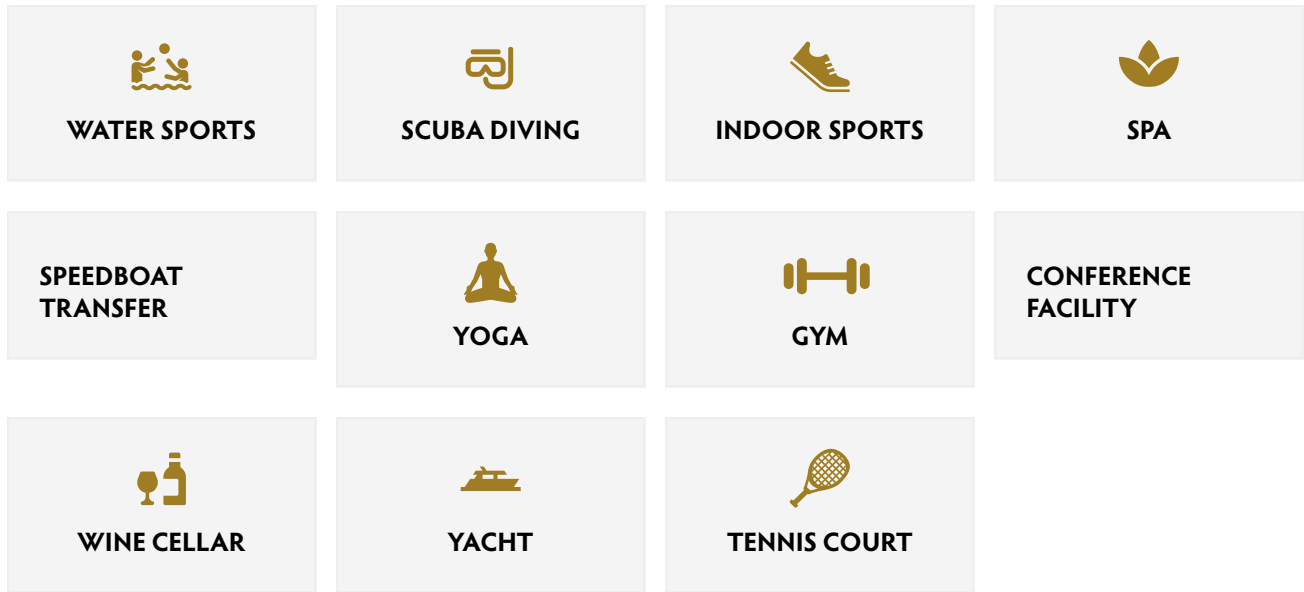 WATER SPORTS
SCUBA DIVING
INDOOR SPORTS
SPA
SPEEDBOAT
TRANSFER
YOGA
GYM
CONFERENCE
FACILITY
WINE CELLAR
YACHT
TENNIS COURT